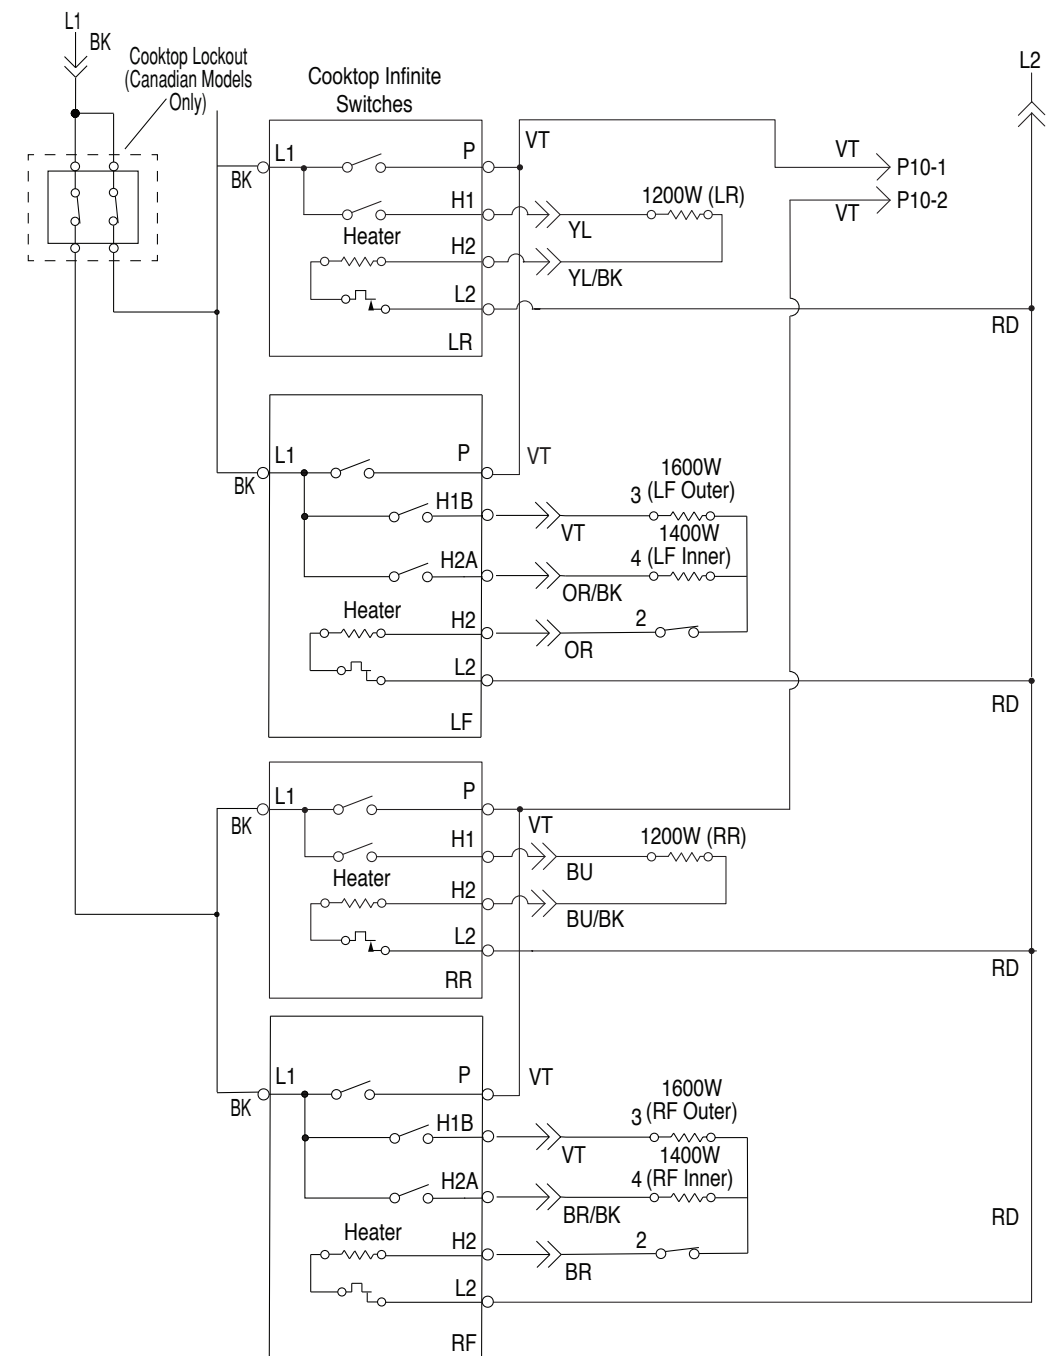 L1
BK
Cooktop Lockout
(Canadian Models
Only)
Cooktop Infinite
Switches
L2
L1
BK
P
VT
VT
P10-1
P10-2
VT
H1
YL
1200W (LR)
Heater
H2
YL/BK
L2
RD
LR
L1
BK
P
VT
H1B
VT
1600W
3 (LF Outer)
1400W
4 (LF Inner)
H2A
OR/BK
Heater
H2
OR
2
L2
RD
LF
L1
BK
P
VT
H1
BU
1200W (RR)
Heater
H2
BU/BK
L2
RD
RR
L1
BK
P
VT
H1B
VT
1600W
3 (RF Outer)
1400W
4 (RF Inner)
H2A
BR/BK
RD
Heater
H2
BR
2
L2
RF